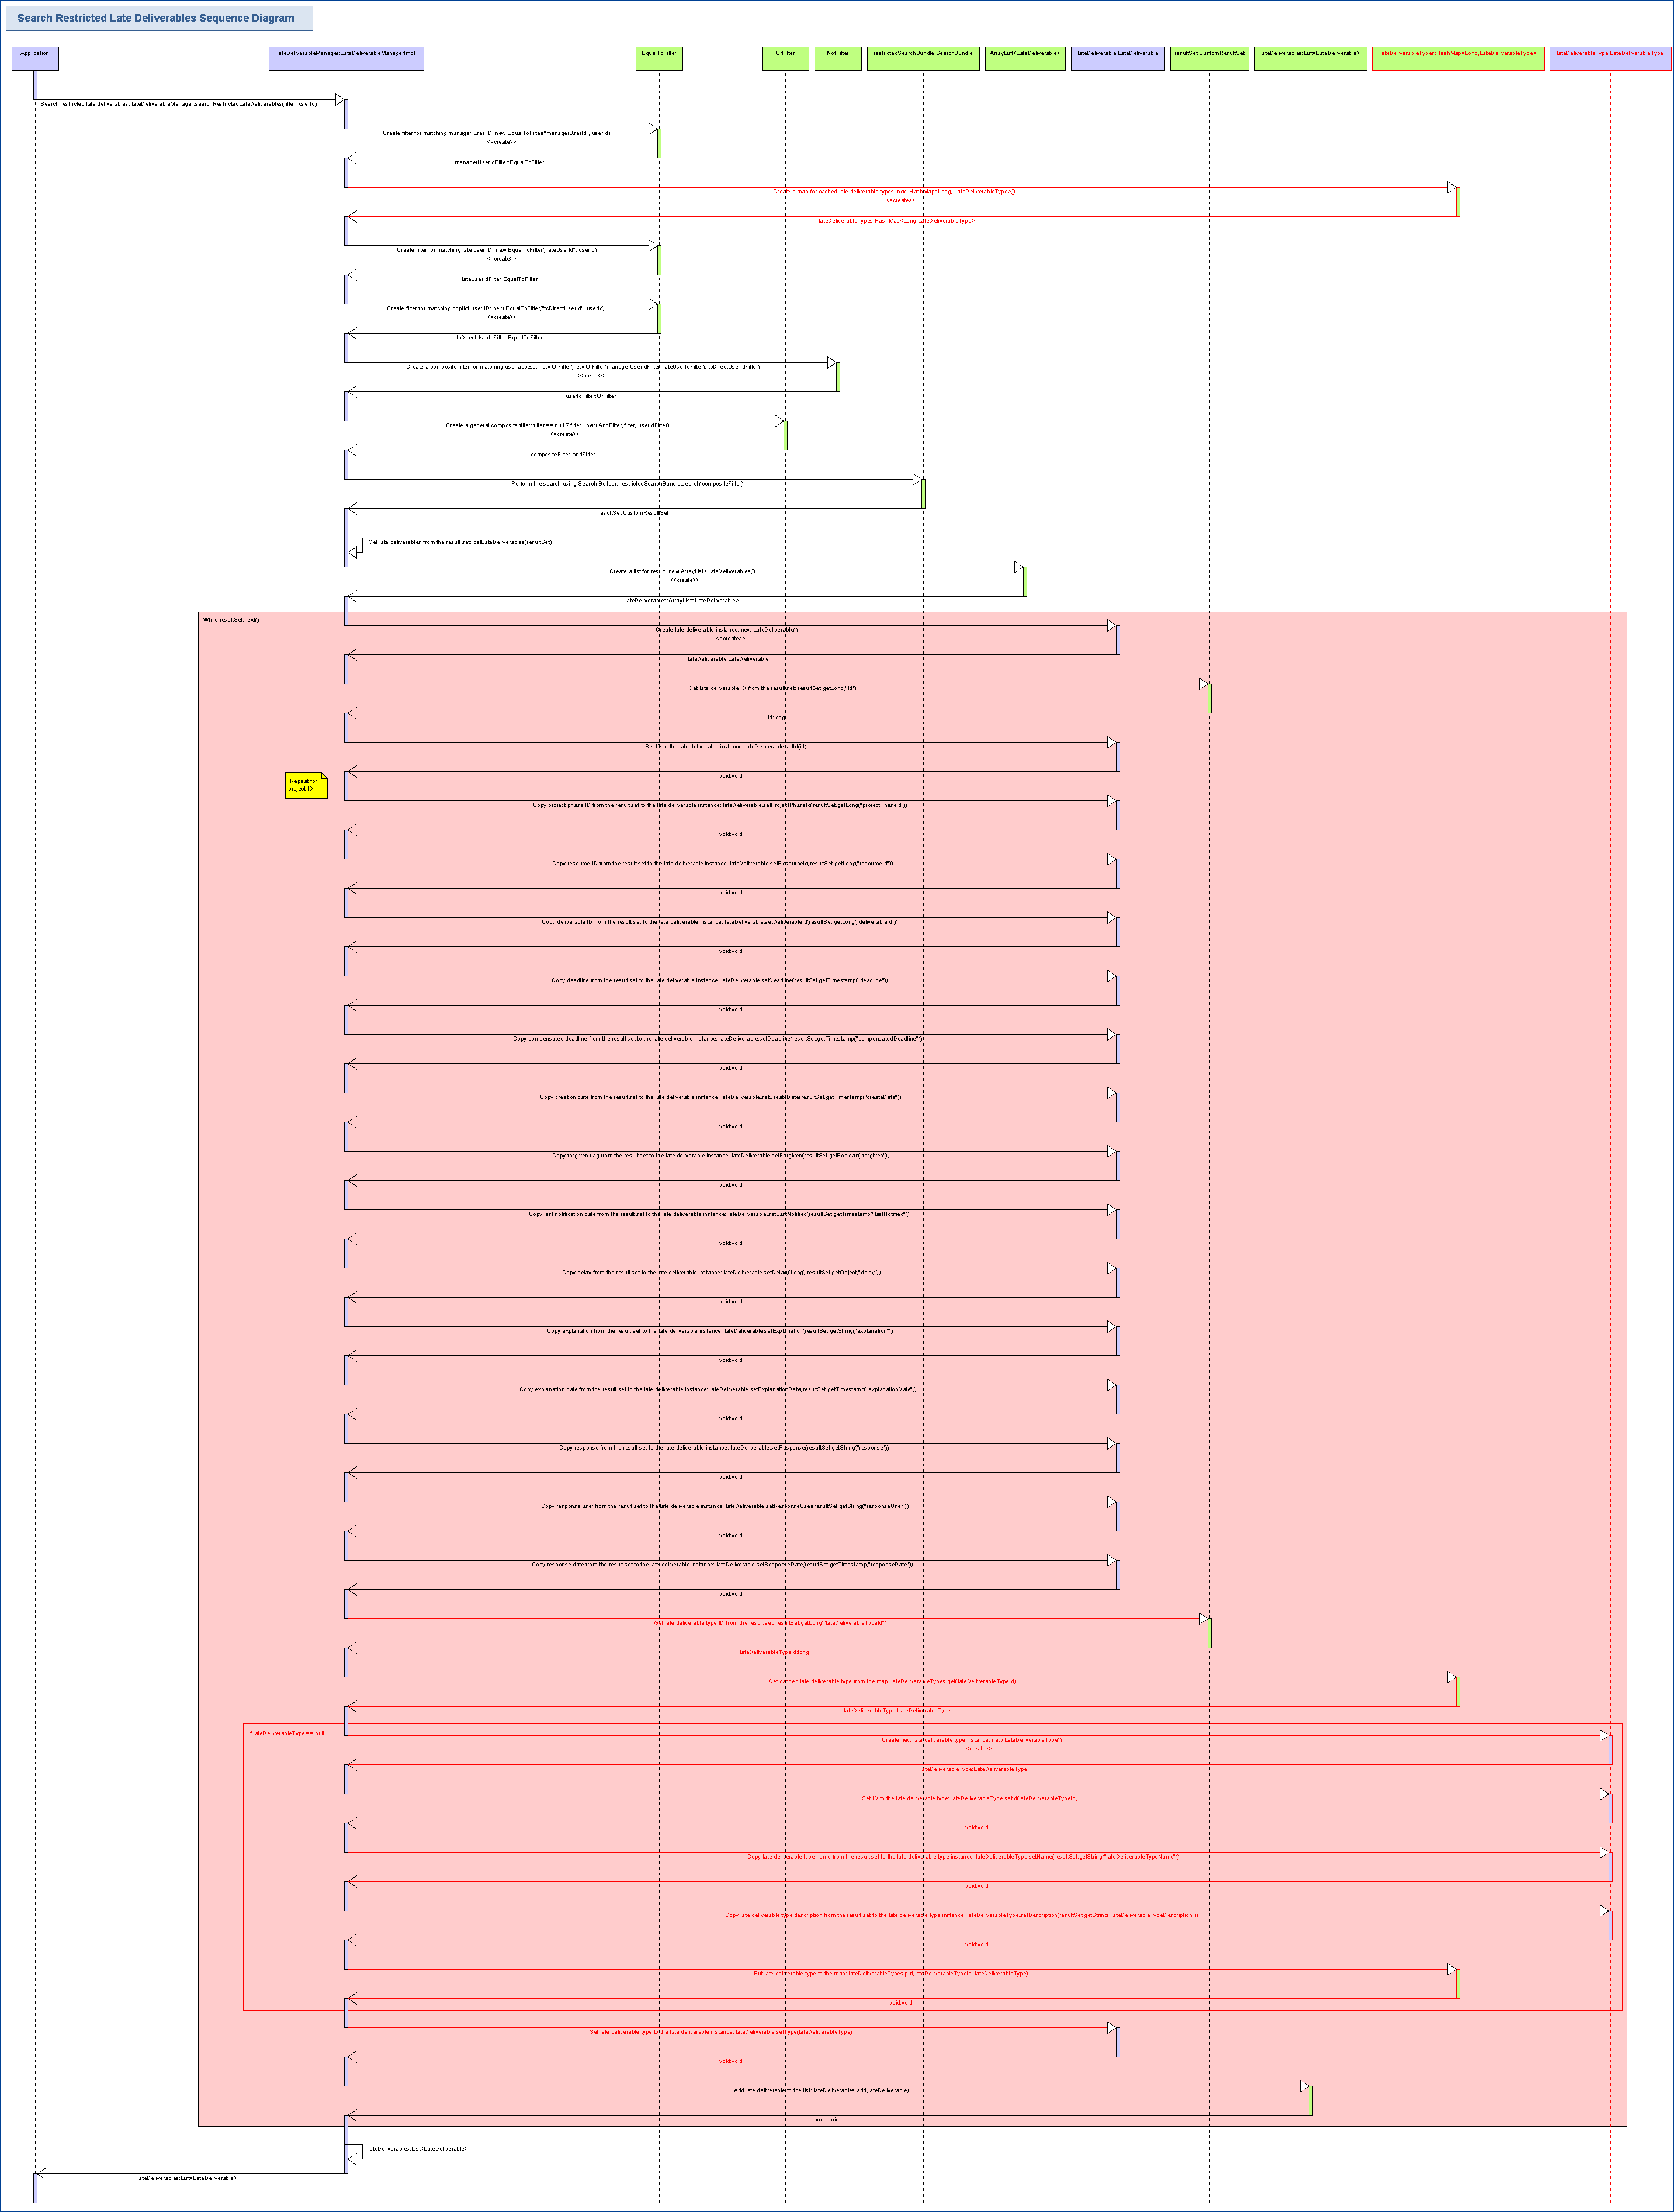 Search Restricted Late Deliverables Sequence Diagram
Application
lateDeliverableManager:LateDeliverableManagerImpl
EqualToFilter
OrFilter
NotFilter
restrictedSearchBundle:SearchBundle
ArrayList<LateDeliverable>
lateDeliverable:LateDeliverable
resultSet:CustomResultSet
lateDeliverables:List<LateDeliverable>
lateDeliverableTypes:HashMap<Long,LateDeliverableType>
lateDeliverableType:LateDeliverableType
Search restricted late deliverables: lateDeliverableManager.searchRestrictedLateDeliverables(filter, userId)
Create filter for matching manager user ID: new EqualToFilter("managerUserId", userId)
<<create>>
managerUserIdFilter:EqualToFilter
Create a map for cached late deliverable types: new HashMap<Long, LateDeliverableType>()
<<create>>
lateDeliverableTypes:HashMap<Long,LateDeliverableType>
Create filter for matching late user ID: new EqualToFilter("lateUserId", userId)
<<create>>
lateUserIdFilter:EqualToFilter
Create filter for matching copilot user ID: new EqualToFilter("tcDirectUserId", userId)
<<create>>
tcDirectUserIdFilter:EqualToFilter
Create a composite filter for matching user access: new OrFilter(new OrFilter(managerUserIdFilter, lateUserIdFilter), tcDirectUserIdFilter)
<<create>>
userIdFilter:OrFilter
Create a general composite filter: filter == null ? filter : new AndFilter(filter, userIdFilter)
<<create>>
compositeFilter:AndFilter
Perform the search using Search Builder: restrictedSearchBundle.search(compositeFilter)
resultSet:CustomResultSet
Get late deliverables from the result set: getLateDeliverables(resultSet)
Create a list for result: new ArrayList<LateDeliverable>()
<<create>>
lateDeliverables:ArrayList<LateDeliverable>
While resultSet.next()
Create late deliverable instance: new LateDeliverable()
<<create>>
lateDeliverable:LateDeliverable
Get late deliverable ID from the result set: resultSet.getLong("id")
id:long
Set ID to the late deliverable instance: lateDeliverable.setId(id)
void:void
Repeat for
project ID
Copy project phase ID from the result set to the late deliverable instance: lateDeliverable.setProjectPhaseId(resultSet.getLong("projectPhaseId"))
void:void
Copy resource ID from the result set to the late deliverable instance: lateDeliverable.setResourceId(resultSet.getLong("resourceId"))
void:void
Copy deliverable ID from the result set to the late deliverable instance: lateDeliverable.setDeliverableId(resultSet.getLong("deliverableId"))
void:void
Copy deadline from the result set to the late deliverable instance: lateDeliverable.setDeadline(resultSet.getTimestamp("deadline"))
void:void
Copy compensated deadline from the result set to the late deliverable instance: lateDeliverable.setDeadline(resultSet.getTimestamp("compensatedDeadline"))
void:void
Copy creation date from the result set to the late deliverable instance: lateDeliverable.setCreateDate(resultSet.getTimestamp("createDate"))
void:void
Copy forgiven flag from the result set to the late deliverable instance: lateDeliverable.setForgiven(resultSet.getBoolean("forgiven"))
void:void
Copy last notification date from the result set to the late deliverable instance: lateDeliverable.setLastNotified(resultSet.getTimestamp("lastNotified"))
void:void
Copy delay from the result set to the late deliverable instance: lateDeliverable.setDelay((Long) resultSet.getObject("delay"))
void:void
Copy explanation from the result set to the late deliverable instance: lateDeliverable.setExplanation(resultSet.getString("explanation"))
void:void
Copy explanation date from the result set to the late deliverable instance: lateDeliverable.setExplanationDate(resultSet.getTimestamp("explanationDate"))
void:void
Copy response from the result set to the late deliverable instance: lateDeliverable.setResponse(resultSet.getString("response"))
void:void
Copy response user from the result set to the late deliverable instance: lateDeliverable.setResponseUser(resultSet.getString("responseUser"))
void:void
Copy response date from the result set to the late deliverable instance: lateDeliverable.setResponseDate(resultSet.getTimestamp("responseDate"))
void:void
Get late deliverable type ID from the result set: resultSet.getLong("lateDeliverableTypeId")
lateDeliverableTypeId:long
Get cached late deliverable type from the map: lateDeliverableTypes.get(lateDeliverableTypeId)
lateDeliverableType:LateDeliverableType
If lateDeliverableType == null
Create new late deliverable type instance: new LateDeliverableType()
<<create>>
lateDeliverableType:LateDeliverableType
Set ID to the late deliverable type: lateDeliverableType.setId(lateDeliverableTypeId)
void:void
Copy late deliverable type name from the result set to the late deliverable type instance: lateDeliverableType.setName(resultSet.getString("lateDeliverableTypeName"))
void:void
Copy late deliverable type description from the result set to the late deliverable type instance: lateDeliverableType.setDescription(resultSet.getString("lateDeliverableTypeDescription"))
void:void
Put late deliverable type to the map: lateDeliverableTypes.put(lateDeliverableTypeId, lateDeliverableType)
void:void
Set late deliverable type to the late deliverable instance: lateDeliverable.setType(lateDeliverableType)
void:void
Add late deliverable to the list: lateDeliverables.add(lateDeliverable)
void:void
lateDeliverables:List<LateDeliverable>
lateDeliverables:List<LateDeliverable>